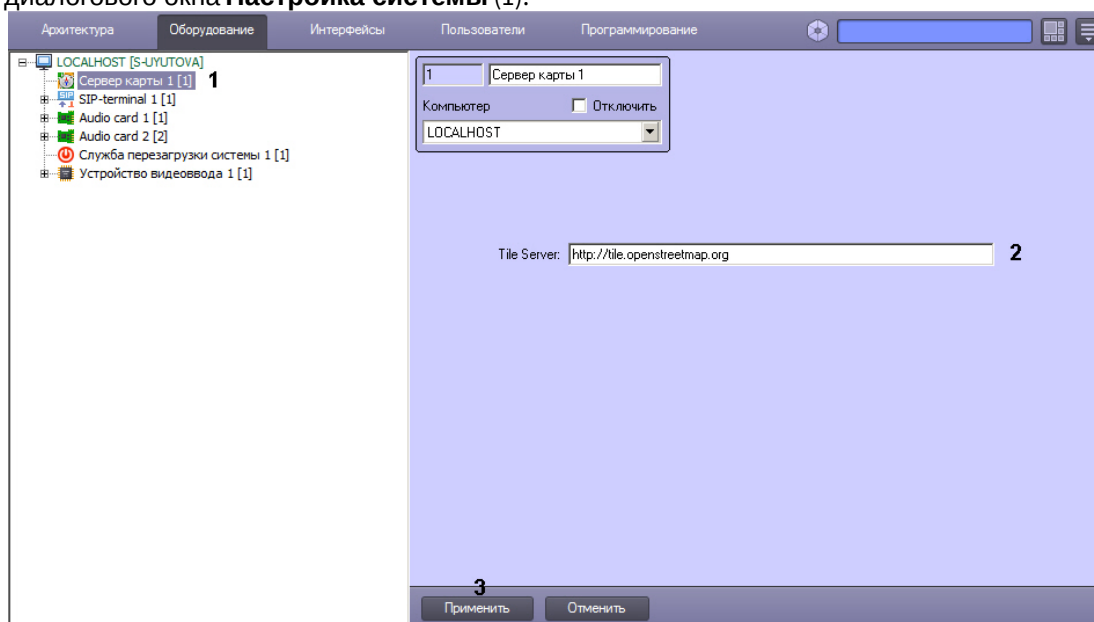 диалогового окна Настройка системы (1).
Архитектура Оборудование Интерфейсы Пользователи Программирование
LOCALHOST [S-UYUTOVA]
Сервер карты 1 [1] 1
SIP-terminal 1 [1]
Audio card 1 [1]
Audio card 2 [2]
Служба перезагрузки системы 1 [1]
Устройство видеоввода 1 [1]
1 Сервер карты 1
Компьютер Отключить
LOCALHOST
Tile Server: http://tile.openstreetmap.org 2
3
Применить Отменить